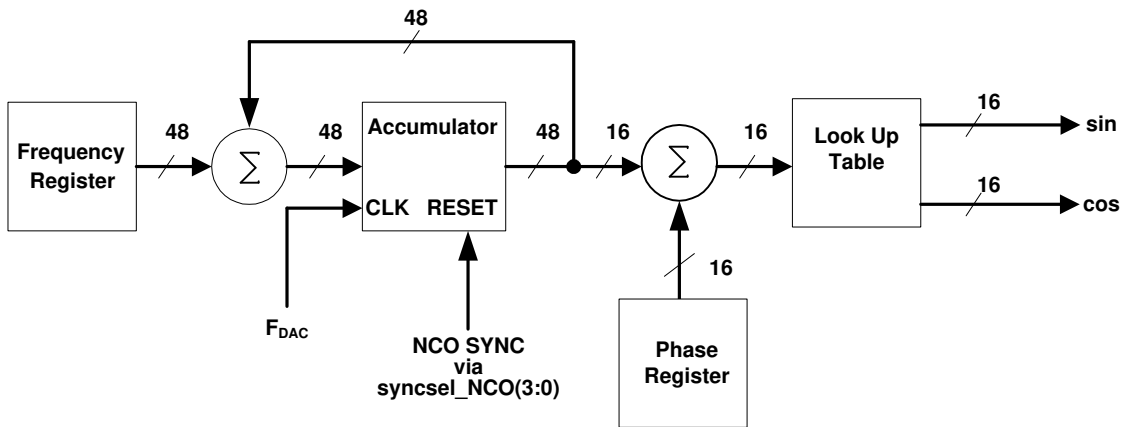 48
Frequency
Register
48
Σ
48
Accumulator
CLK RESET
48
16
Σ
16
Look Up
Table
16
sin
16
cos
F_DAC
NCO SYNC
via
syncsel_NCO(3:0)
16
Phase
Register